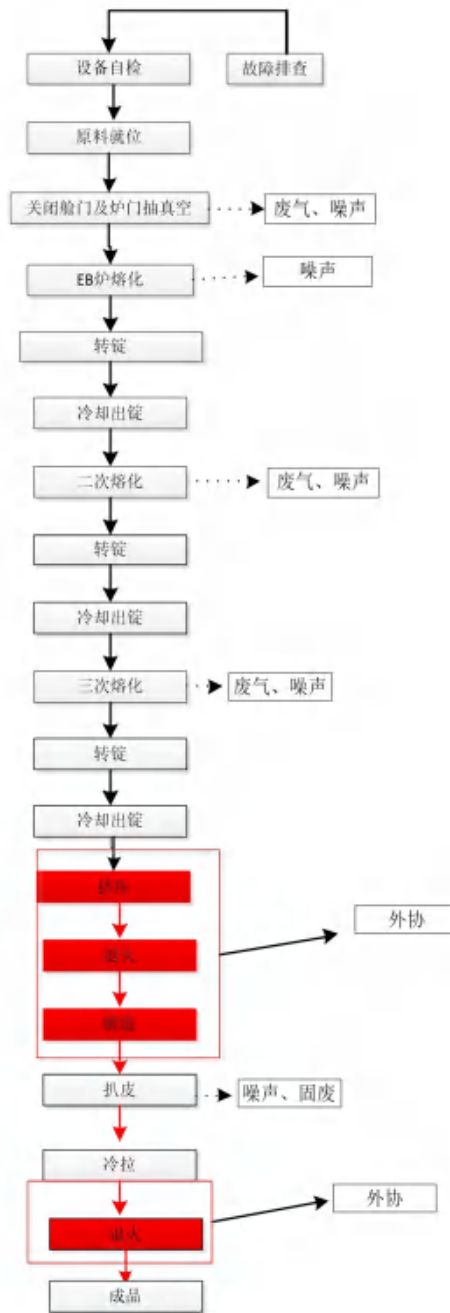 设备自检
故障排查
原料就位
关闭舱门及炉门抽真空
废气、噪声
EB炉熔化
噪声
转锭
冷却出锭
二次熔化
废气、噪声
转锭
冷却出锭
三次熔化
废气、噪声
转锭
冷却出锭
外协
扒皮
噪声、固废
冷拉
外协
成品